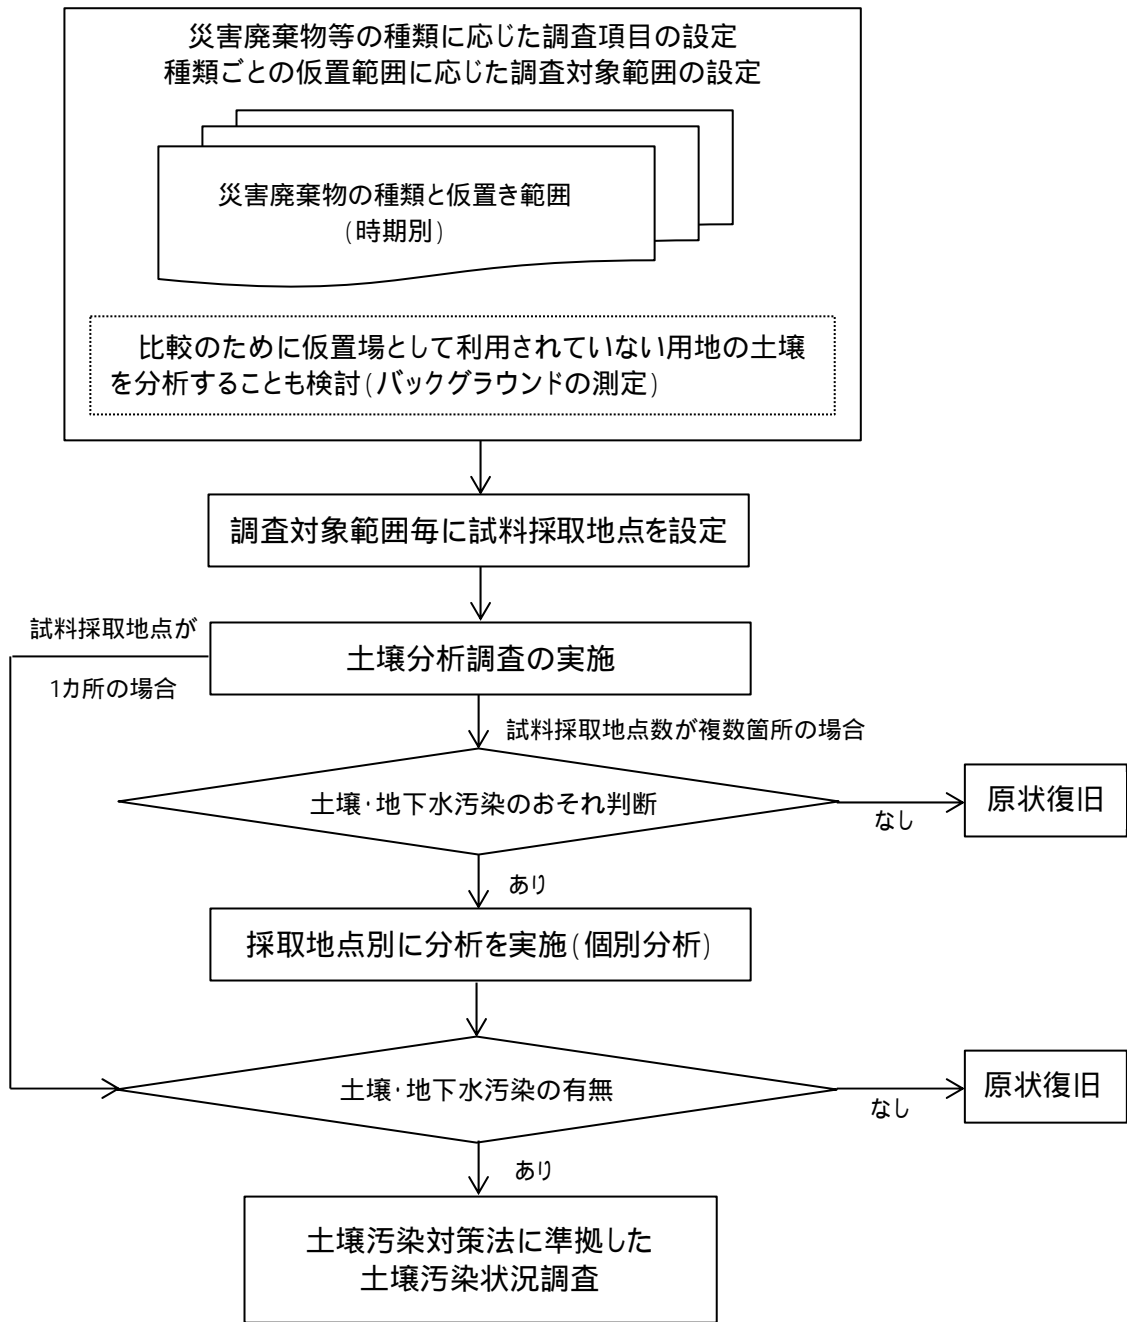 災害廃棄物等の種類に応じた調査項目の設定
種類ごとの仮置範囲に応じた調査対象範囲の設定
災害廃棄物の種類と仮置き範囲
(時期別)
比較のために仮置場として利用されていない用地の土壌
を分析することも検討(バックグラウンドの測定)
調査対象範囲毎に試料採取地点を設定
試料採取地点が
1カ所の場合
土壌分析調査の実施
試料採取地点数が複数箇所の場合
土壌・地下水汚染のおそれ判断
なし
原状復旧
あり
採取地点別に分析を実施(個別分析)
土壌・地下水汚染の有無
なし
原状復旧
あり
土壌汚染対策法に準拠した
土壌汚染状況調査